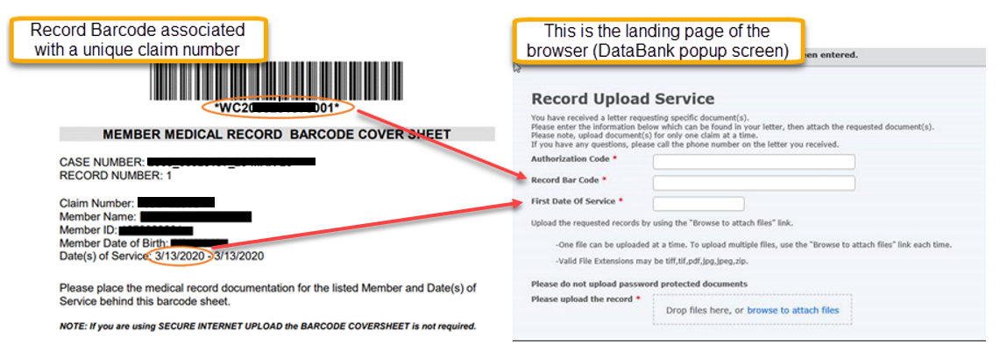 Record Barcode associated
with a unique claim number
*WC20 001*
MEMBER MEDICAL RECORD BARCODE COVER SHEET
CASE NUMBER:
RECORD NUMBER: 1
Claim Number:
Member Name:
Member ID:
Member Date of Birth:
Date(s) of Service: 3/13/2020 - 3/13/2020
Please place the medical record documentation for the listed Member and Date(s) of
Service behind this barcode sheet.
NOTE: If you are using SECURE INTERNET UPLOAD the BARCODE COVERSHEET is not required.
This is the landing page of the
browser (DataBank popup screen)
entered.
Record Upload Service
You have received a letter requesting specific document(s).
Please enter the information below which can be found in your letter, then attach the requested document(s).
Please note, upload document(s) for only one claim at a time.
If you have any questions, please call the phone number on the letter you received.
Authorization Code *
Record Bar Code *
First Date Of Service *
Upload the requested records by using the "Browse to attach files" link.
-One file can be uploaded at a time. To upload multiple files, use the "Browse to attach files" link each time.
-Valid File Extensions may be tiff,tif,pdf,jpg,jpeg,zip.
Please do not upload password protected documents
Please upload the record *
Drop files here, or browse to attach files